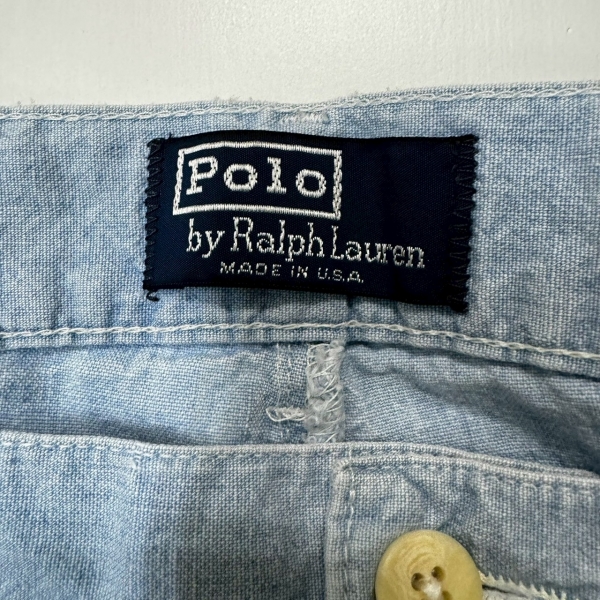 Polo
by Ralph Lauren
MADE IN U.S.A.